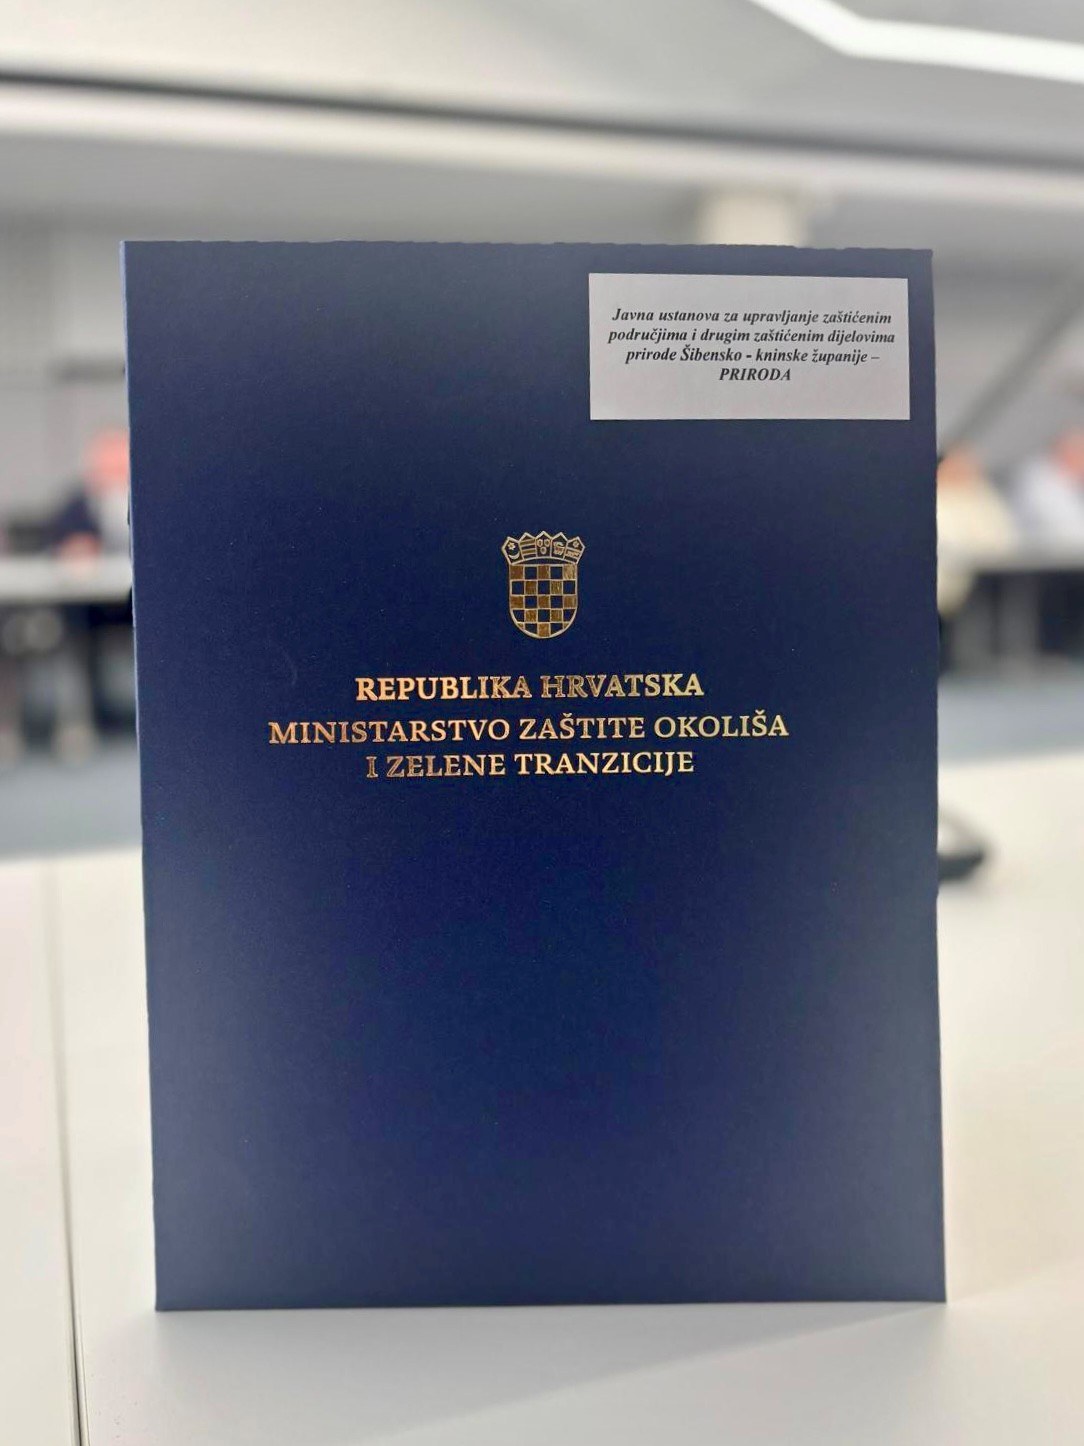 Javna ustanova za upravljanje zaštićenim
područjima i drugim zaštićenim dijelovima
prirode Šibensko - kninske županije –
PRIRODA
REPUBLIKA HRVATSKA
MINISTARSTVO ZAŠTITE OKOLIŠA
I ZELENE TRANZICIJE